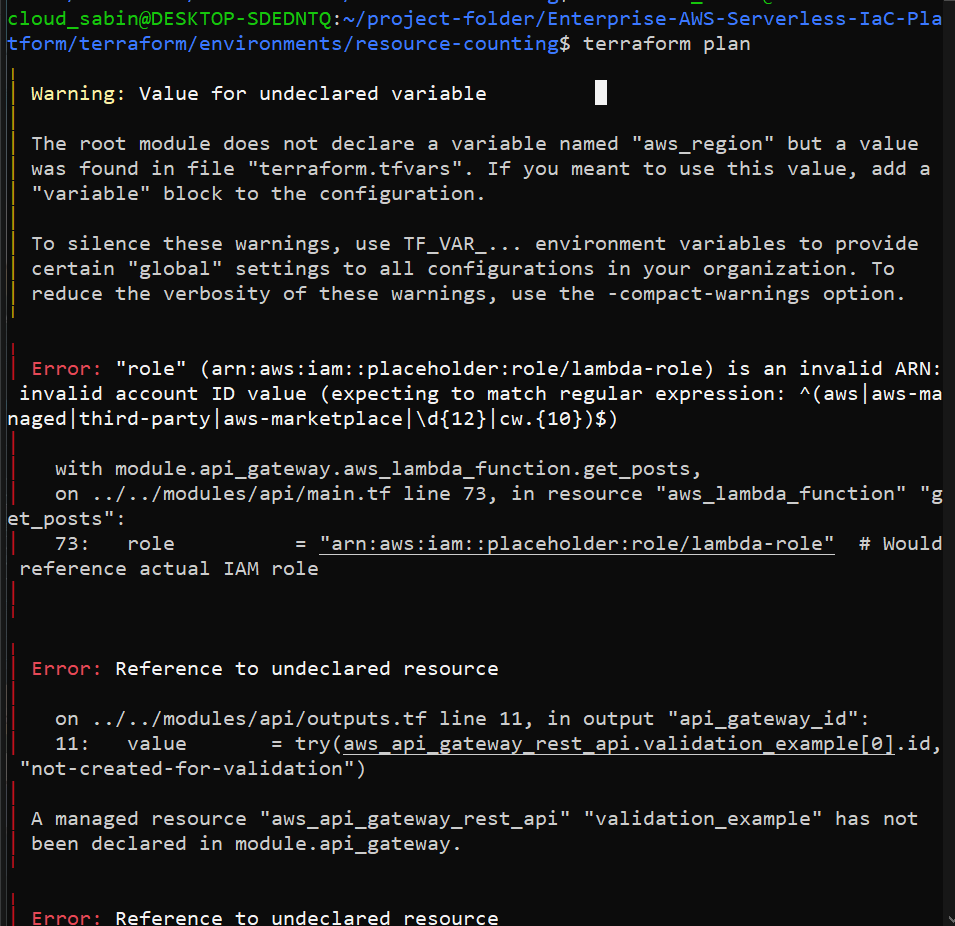 cloud_sabin@DESKTOP-SDEDNTQ:~/project-folder/Enterprise-AWS-Serverless-IaC-Pla
tform/terraform/environments/resource-counting$ terraform plan
Warning: Value for undeclared variable
The root module does not declare a variable named "aws_region" but a value
was found in file "terraform.tfvars". If you meant to use this value, add a
"variable" block to the configuration.
To silence these warnings, use TF_VAR_... environment variables to provide
certain "global" settings to all configurations in your organization. To
reduce the verbosity of these warnings, use the -compact-warnings option.
Error: "role" (arn:aws:iam::placeholder:role/lambda-role) is an invalid ARN:
invalid account ID value (expecting to match regular expression: ^(aws|aws-ma
naged|third-party|aws-marketplace|\d{12}|cw.{10})$)
with module.api_gateway.aws_lambda_function.get_posts,
on ../../modules/api/main.tf line 73, in resource "aws_lambda_function" "g
et_posts":
73: role = "arn:aws:iam::placeholder:role/lambda-role" # Would
reference actual IAM role
Error: Reference to undeclared resource
on ../../modules/api/outputs.tf line 11, in output "api_gateway_id":
11: value = try(aws_api_gateway_rest_api.validation_example[0].id,
"not-created-for-validation")
A managed resource "aws_api_gateway_rest_api" "validation_example" has not
been declared in module.api_gateway.
Error: Reference to undeclared resource